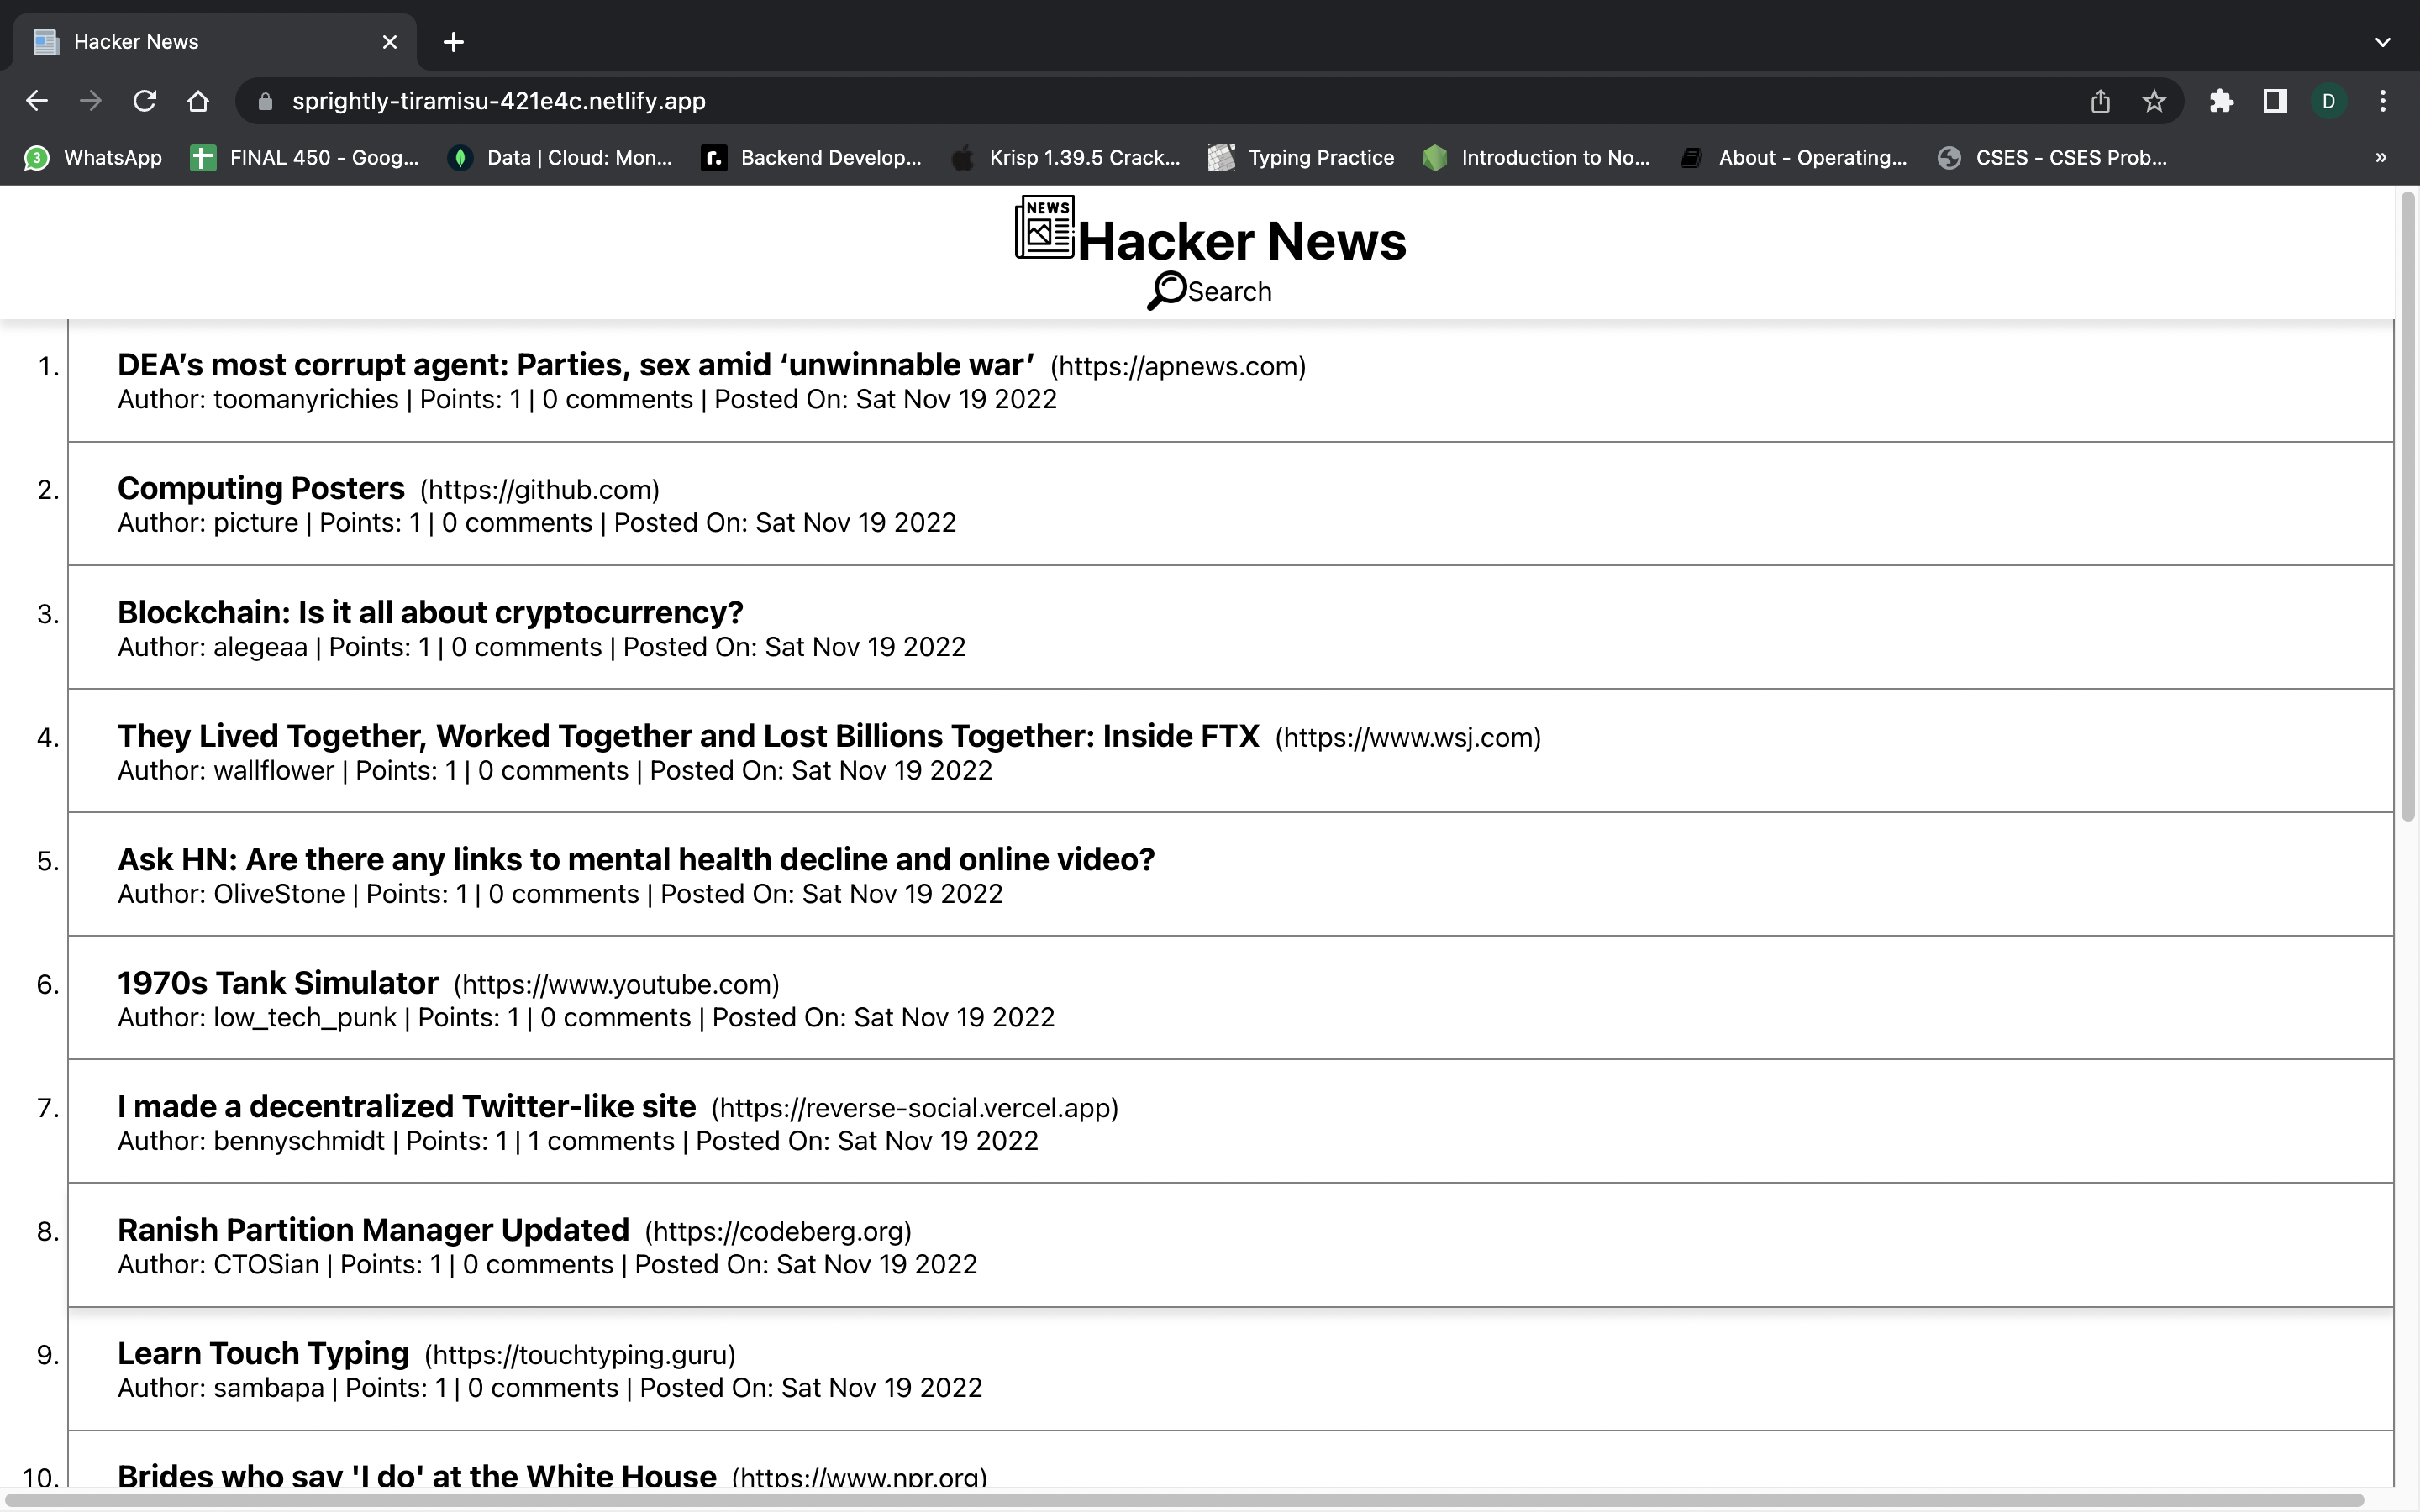 Hacker News
sprightly-tiramisu-421e4c.netlify.app
D
3 WhatsApp FINAL 450 - Goog... Data | Cloud: Mon... r. Backend Develop... Krisp 1.39.5 Crack... Typing Practice Introduction to No... About - Operating... CSES - CSES Prob... »
NEWS Hacker News
Search
1. DEA’s most corrupt agent: Parties, sex amid ‘unwinnable war’ (https://apnews.com)
Author: toomanyrichies | Points: 1 | 0 comments | Posted On: Sat Nov 19 2022
2. Computing Posters (https://github.com)
Author: picture | Points: 1 | 0 comments | Posted On: Sat Nov 19 2022
3. Blockchain: Is it all about cryptocurrency?
Author: alegeaa | Points: 1 | 0 comments | Posted On: Sat Nov 19 2022
4. They Lived Together, Worked Together and Lost Billions Together: Inside FTX (https://www.wsj.com)
Author: wallflower | Points: 1 | 0 comments | Posted On: Sat Nov 19 2022
5. Ask HN: Are there any links to mental health decline and online video?
Author: OliveStone | Points: 1 | 0 comments | Posted On: Sat Nov 19 2022
6. 1970s Tank Simulator (https://www.youtube.com)
Author: low_tech_punk | Points: 1 | 0 comments | Posted On: Sat Nov 19 2022
7. I made a decentralized Twitter-like site (https://reverse-social.vercel.app)
Author: bennyschmidt | Points: 1 | 1 comments | Posted On: Sat Nov 19 2022
8. Ranish Partition Manager Updated (https://codeberg.org)
Author: CTOSian | Points: 1 | 0 comments | Posted On: Sat Nov 19 2022
9. Learn Touch Typing (https://touchtyping.guru)
Author: sambapa | Points: 1 | 0 comments | Posted On: Sat Nov 19 2022
10. Brides who say 'I do' at the White House (https://www.npr.org)